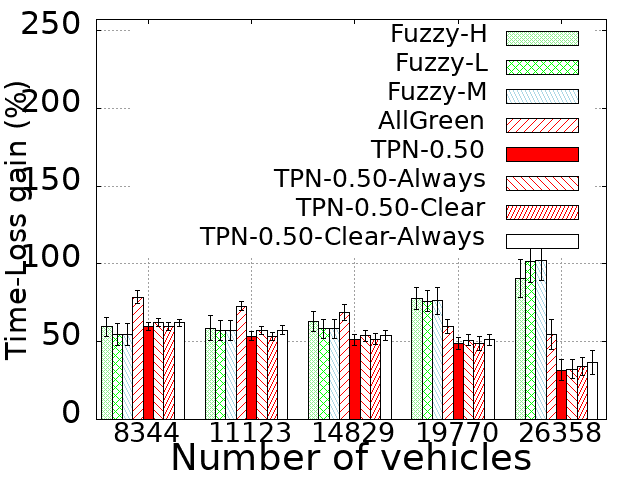 Time-Loss gain (%)
250
200
150
100
50
0
Fuzzy-H
Fuzzy-L
Fuzzy-M
AllGreen
TPN-0.50
TPN-0.50-Always
TPN-0.50-Clear
TPN-0.50-Clear-Always
8344 11123 14829 19770 26358
Number of vehicles